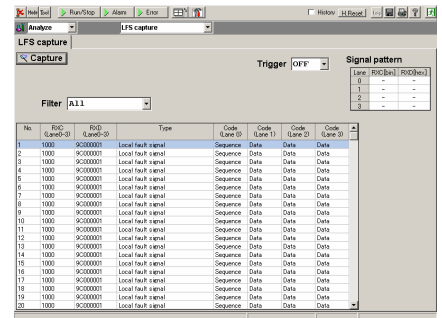 Note Tool Run/Stop Alarm Error History H.Reset Log
Analyze LFS capture
LFS capture
Capture
Trigger OFF
Signal pattern
Lane RXC[bin] RXD[hex]
0 - -
1 - -
2 - -
3 - -
Filter All
No. RXC (Lane0-3) RXD (Lane0-3) Type Code (Lane 0) Code (Lane 1) Code (Lane 2) Code (Lane 3)
1 1000 9C000001 Local fault signal Sequence Data Data Data
2 1000 9C000001 Local fault signal Sequence Data Data Data
3 1000 9C000001 Local fault signal Sequence Data Data Data
4 1000 9C000001 Local fault signal Sequence Data Data Data
5 1000 9C000001 Local fault signal Sequence Data Data Data
6 1000 9C000001 Local fault signal Sequence Data Data Data
7 1000 9C000001 Local fault signal Sequence Data Data Data
8 1000 9C000001 Local fault signal Sequence Data Data Data
9 1000 9C000001 Local fault signal Sequence Data Data Data
10 1000 9C000001 Local fault signal Sequence Data Data Data
11 1000 9C000001 Local fault signal Sequence Data Data Data
12 1000 9C000001 Local fault signal Sequence Data Data Data
13 1000 9C000001 Local fault signal Sequence Data Data Data
14 1000 9C000001 Local fault signal Sequence Data Data Data
15 1000 9C000001 Local fault signal Sequence Data Data Data
16 1000 9C000001 Local fault signal Sequence Data Data Data
17 1000 9C000001 Local fault signal Sequence Data Data Data
18 1000 9C000001 Local fault signal Sequence Data Data Data
19 1000 9C000001 Local fault signal Sequence Data Data Data
20 1000 9C000001 Local fault signal Sequence Data Data Data